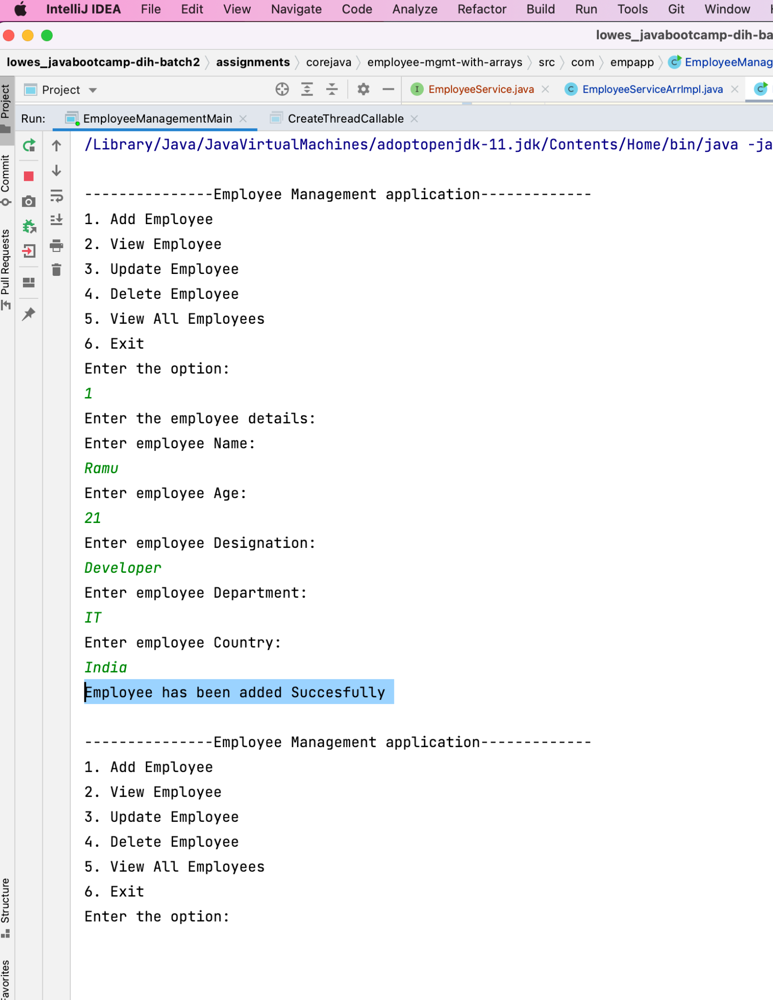 IntelliJ IDEA File Edit View Navigate Code Analyze Refactor Build Run Tools Git Window
lowes_javabootcamp-dih-ba
lowes_javabootcamp-dih-batch2 assignments corejava employee-mgmt-with-arrays src com empapp EmployeeManag
Project EmployeeService.java EmployeeServiceArrImpl.java
Run: EmployeeManagementMain CreateThreadCallable
Project
Commit
Pull Requests
Structure
Favorites
/Library/Java/JavaVirtualMachines/adoptopenjdk-11.jdk/Contents/Home/bin/java -ja
---------------Employee Management application-------------
1. Add Employee
2. View Employee
3. Update Employee
4. Delete Employee
5. View All Employees
6. Exit
Enter the option:
1
Enter the employee details:
Enter employee Name:
Ramu
Enter employee Age:
21
Enter employee Designation:
Developer
Enter employee Department:
IT
Enter employee Country:
India
Employee has been added Succesfully
---------------Employee Management application-------------
1. Add Employee
2. View Employee
3. Update Employee
4. Delete Employee
5. View All Employees
6. Exit
Enter the option: